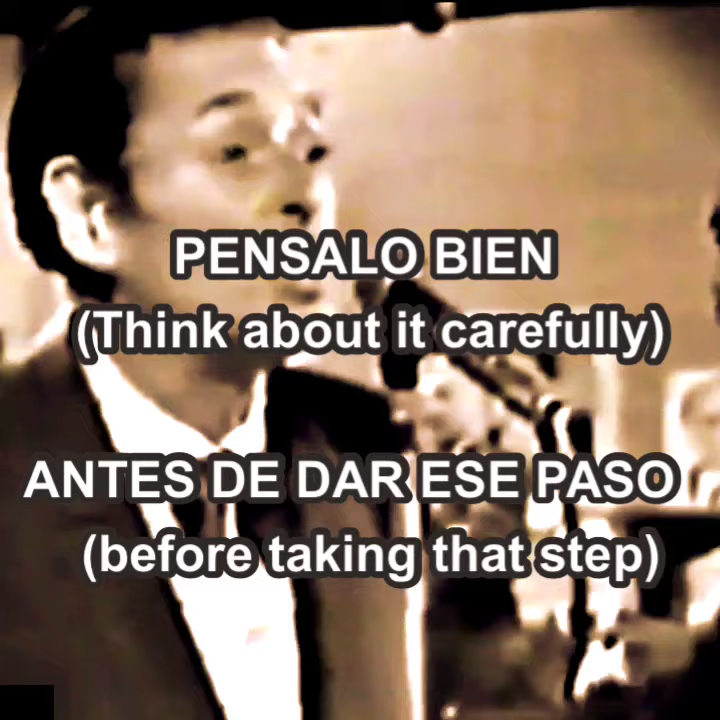 PENSALO BIEN
(Think about it carefully)
ANTES DE DAR ESE PASO
(before taking that step)